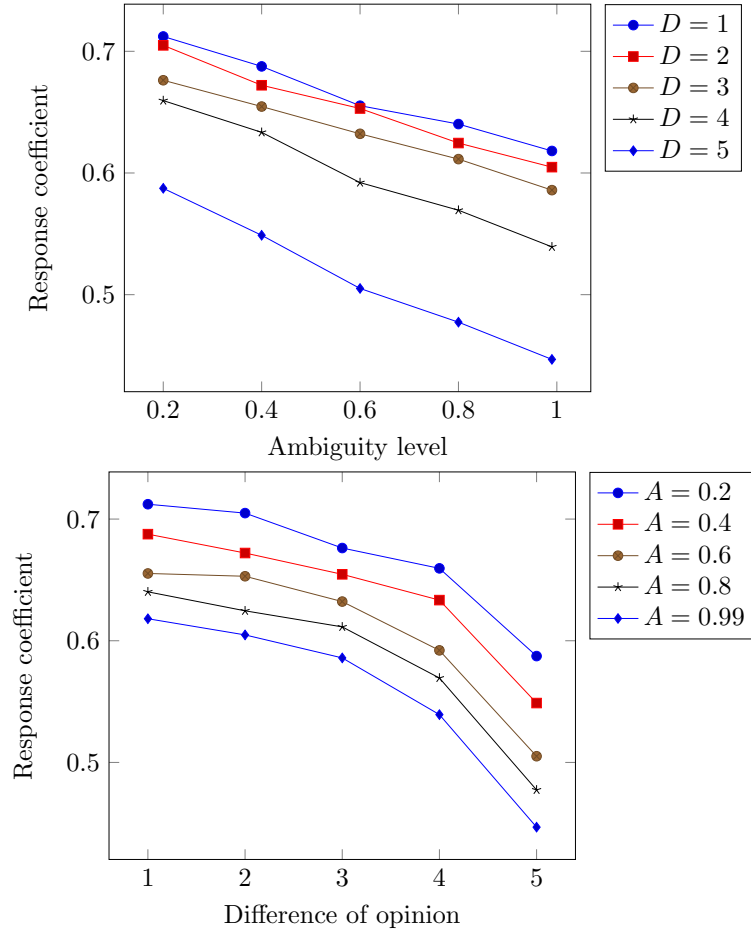 0.7
0.6
0.5
0.2 0.4 0.6 0.8 1
Response coefficient
Ambiguity level
D = 1
D = 2
D = 3
D = 4
D = 5
0.7
0.6
0.5
1 2 3 4 5
Response coefficient
Difference of opinion
A = 0.2
A = 0.4
A = 0.6
A = 0.8
A = 0.99